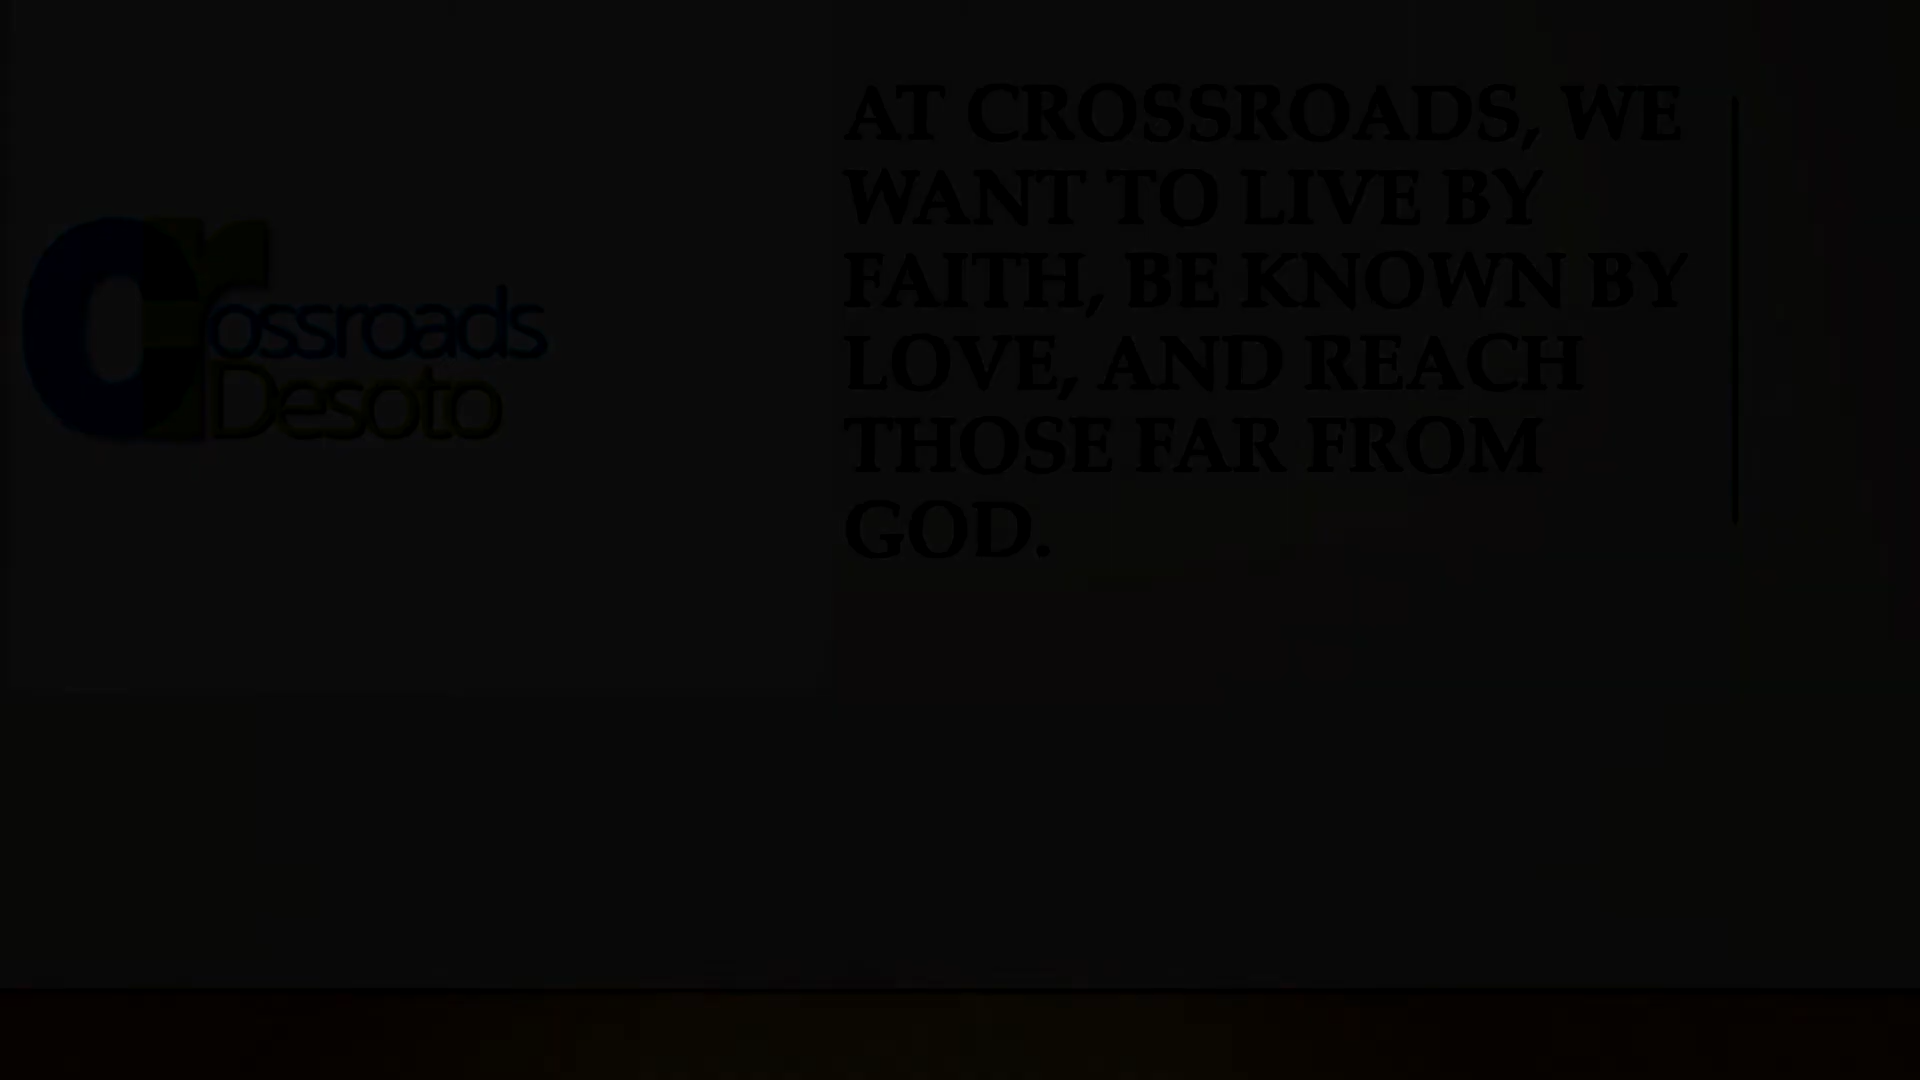 Crossroads
Desoto
AT CROSSROADS, WE
WANT TO LIVE BY
FAITH, BE KNOWN BY
LOVE, AND REACH
THOSE FAR FROM
GOD.